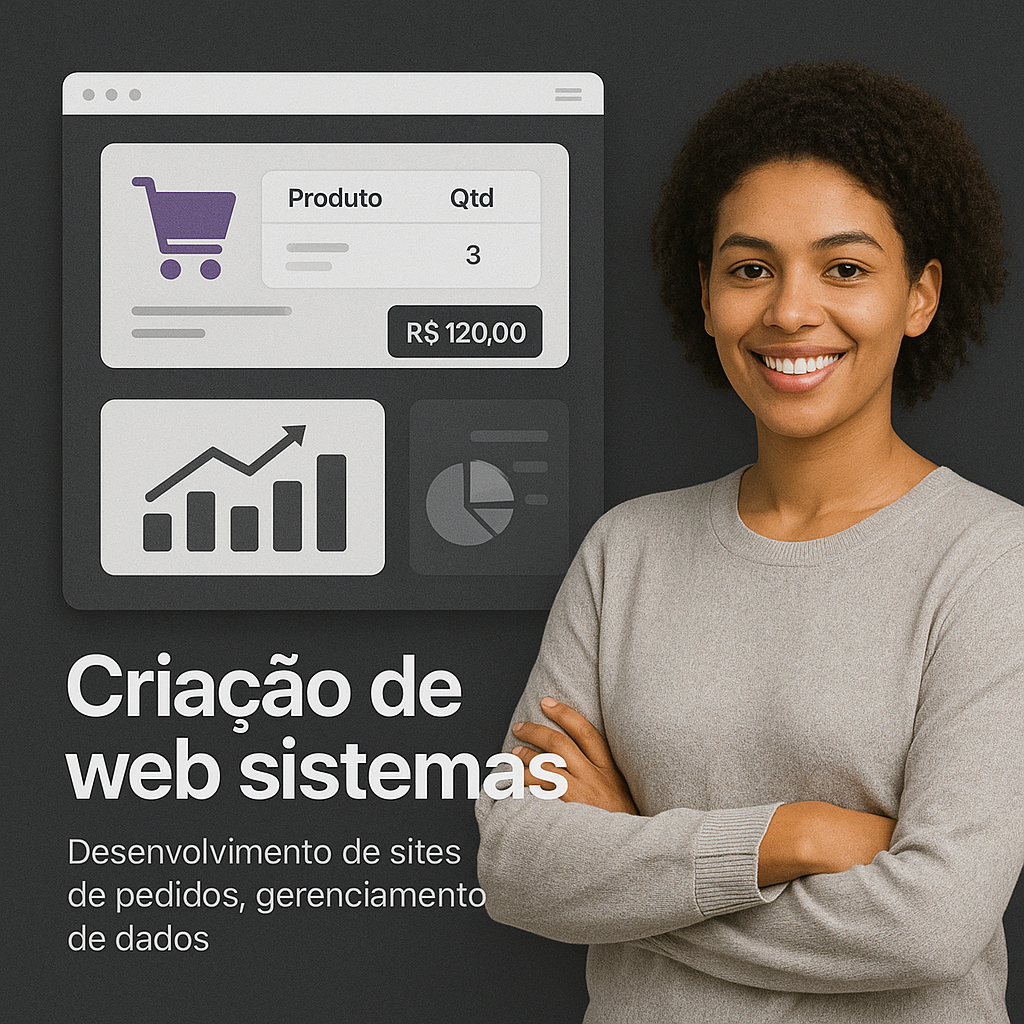 Produto Qtd
3
R$ 120,00
Criação de
web sistemas
Desenvolvimento de sites
de pedidos, gerenciamento
de dados